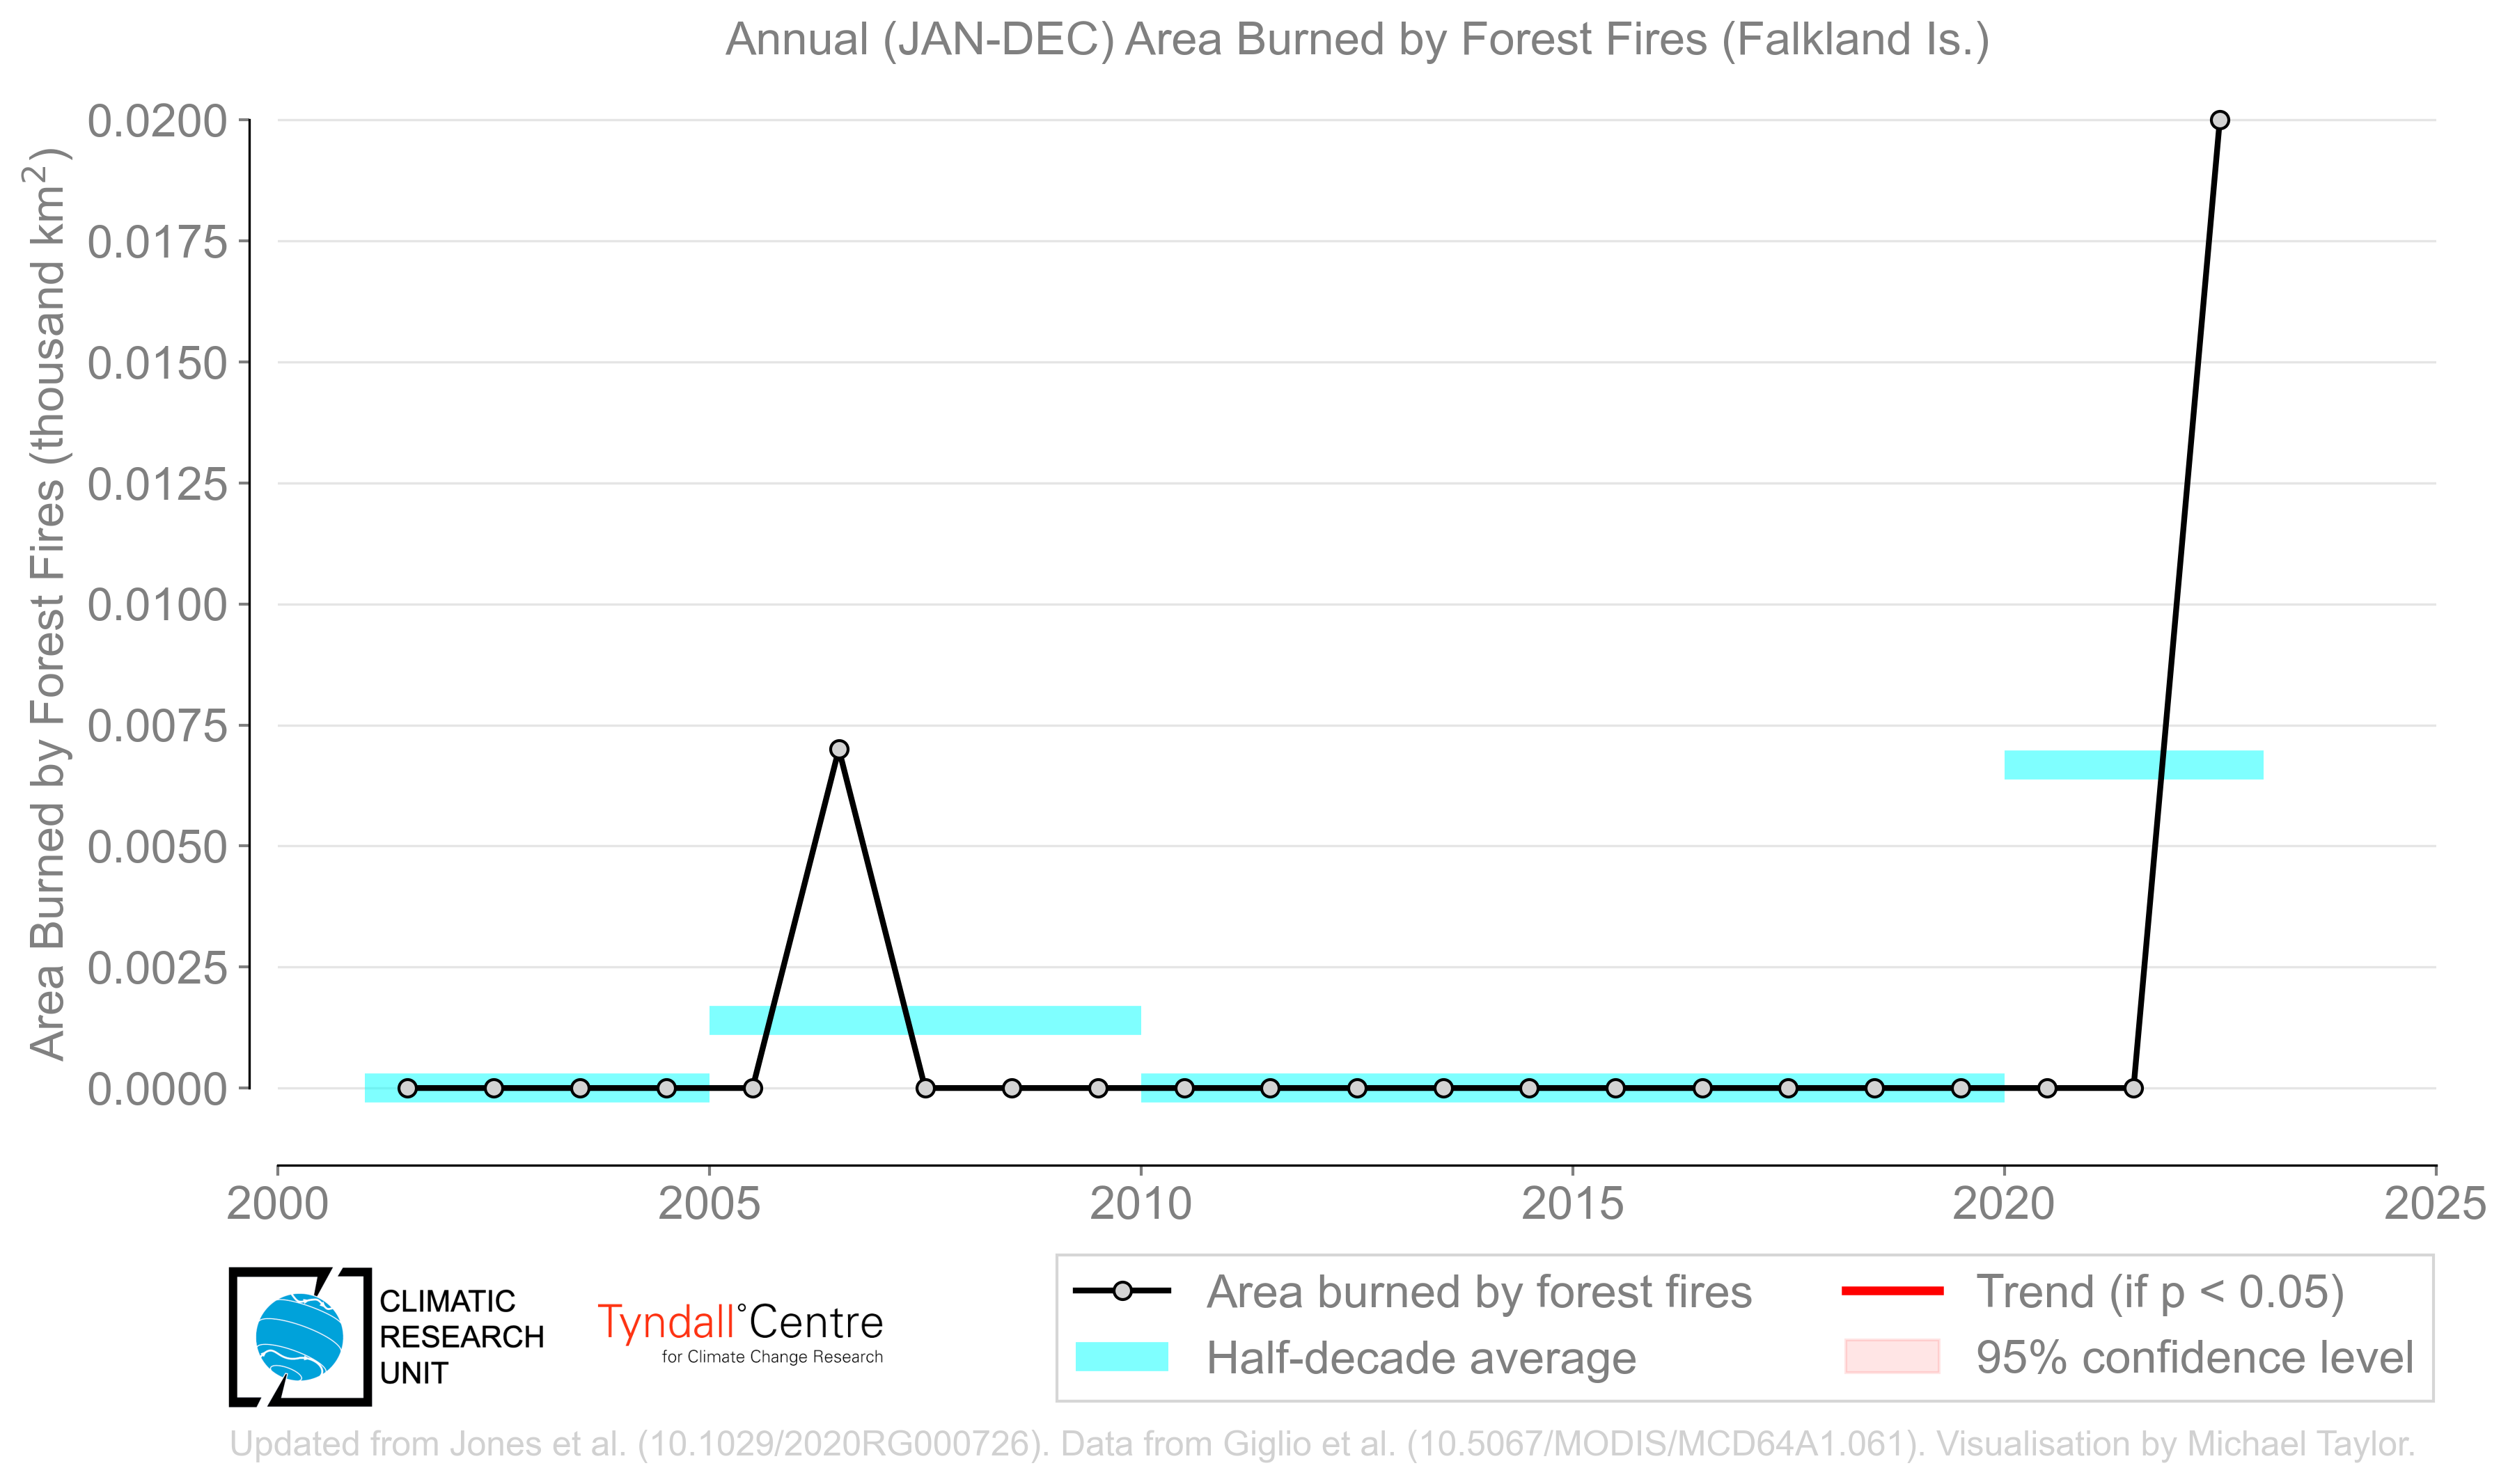 Annual (JAN-DEC) Area Burned by Forest Fires (Falkland Is.)
Area Burned by Forest Fires (thousand km²)
0.0200
0.0175
0.0150
0.0125
0.0100
0.0075
0.0050
0.0025
0.0000
2000 2005 2010 2015 2020 2025
CLIMATIC
RESEARCH
UNIT
Tyndall° Centre
for Climate Change Research
Area burned by forest fires
Half-decade average
Trend (if p < 0.05)
95% confidence level
Updated from Jones et al. (10.1029/2020RG000726). Data from Giglio et al. (10.5067/MODIS/MCD64A1.061). Visualisation by Michael Taylor.